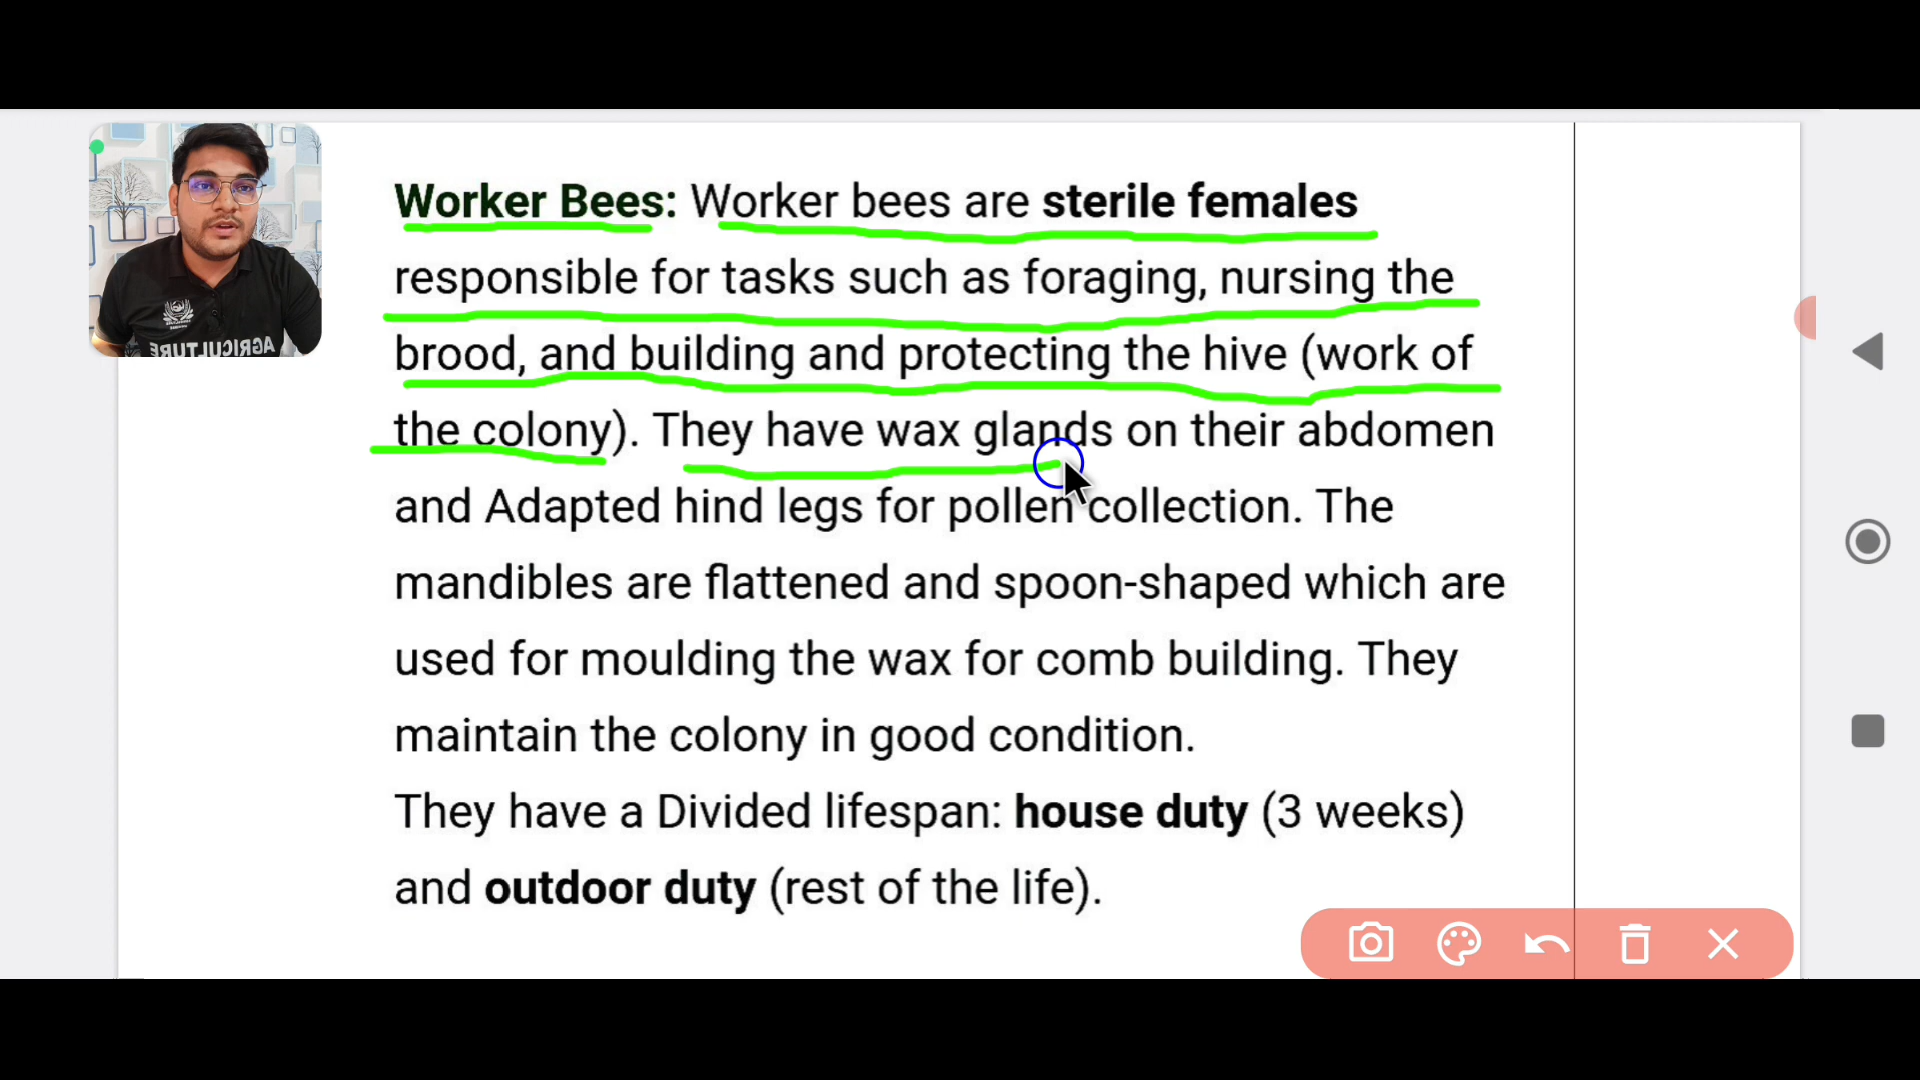 Worker Bees: Worker bees are sterile females
responsible for tasks such as foraging, nursing the
brood, and building and protecting the hive (work of
the colony). They have wax glands on their abdomen
and Adapted hind legs for pollen collection. The
mandibles are flattened and spoon-shaped which are
used for moulding the wax for comb building. They
maintain the colony in good condition.
They have a Divided lifespan: house duty (3 weeks)
and outdoor duty (rest of the life).
AGRICULTURE